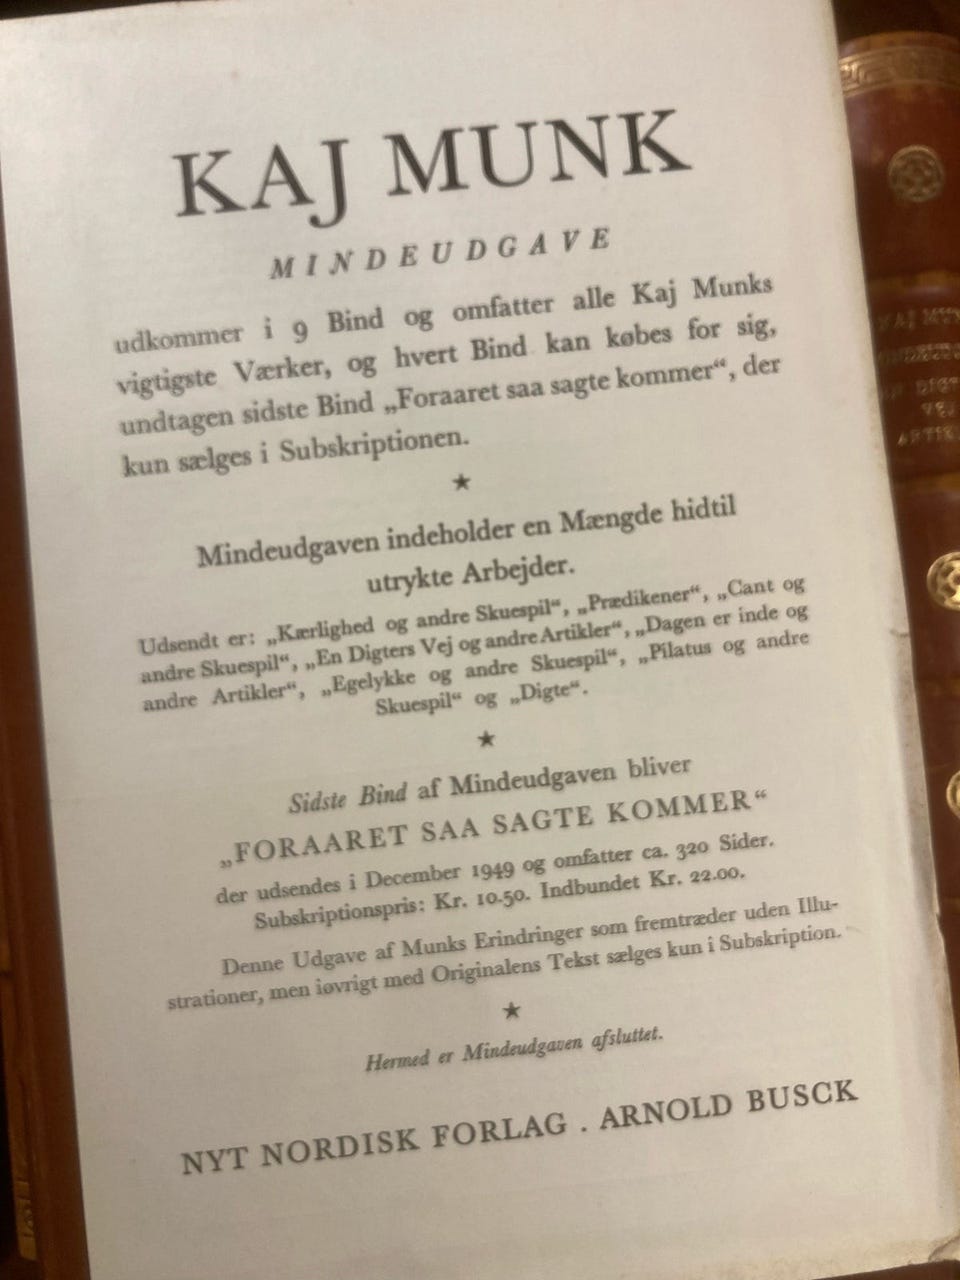 KAJ MUNK
MINDEUDGAVE
udkommer i 9 Bind og omfatter alle Kaj Munks
vigtigste Værker, og hvert Bind kan købes for sig,
undtagen sidste Bind „Foraaret saa sagte kommer“, der
kun sælges i Subskriptionen.
★
Mindeudgaven indeholder en Mængde hidtil
utrykte Arbejder.
Udsendt er: „Kærlighed og andre Skuespil“, „Prædikener“, „Cant og
andre Skuespil“, „En Digters Vej og andre Artikler“, „Dagen er inde og
andre Artikler“, „Egelykke og andre Skuespil“, „Pilatus og andre
Skuespil“ og „Digte“.
★
Sidste Bind af Mindeudgaven bliver
„FORAARET SAA SAGTE KOMMER“
der udsendes i December 1949 og omfatter ca. 320 Sider.
Subskriptionspris: Kr. 10.50. Indbundet Kr. 22.00.
Denne Udgave af Munks Erindringer som fremtræder uden Illu-
strationer, men iøvrigt med Originalens Tekst sælges kun i Subskription.
★
Hermed er Mindeudgaven afsluttet.
NYT NORDISK FORLAG . ARNOLD BUSCK
KAJ MUN